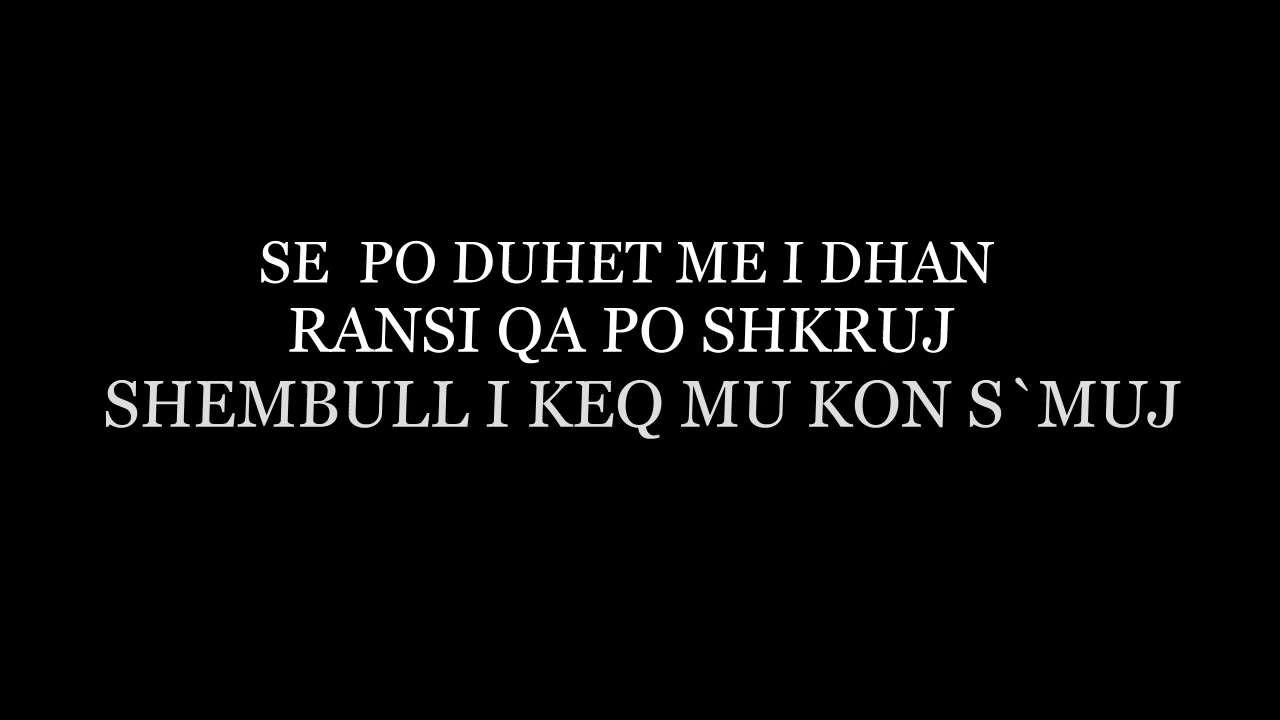 SE  PO DUHET ME I DHAN
RANSI QA PO SHKRUJ
SHEMBULL I KEQ MU KON S`MUJ